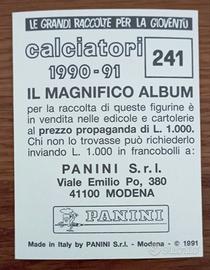 LE GRANDI RACCOLTE PER LA GIOVENTÙ
calciatori
1990-91
241
IL MAGNIFICO ALBUM
per la raccolta di queste figurine è
in vendita nelle edicole e cartolerie
al prezzo propaganda di L. 1.000.
Chi non lo trovasse può richiederlo
inviando L. 1.000 in francobolli a:
PANINI S.r.l.
Viale Emilio Po, 380
41100 MODENA
PANINI
Made in Italy by PANINI S.r.l. - Modena - © 1991